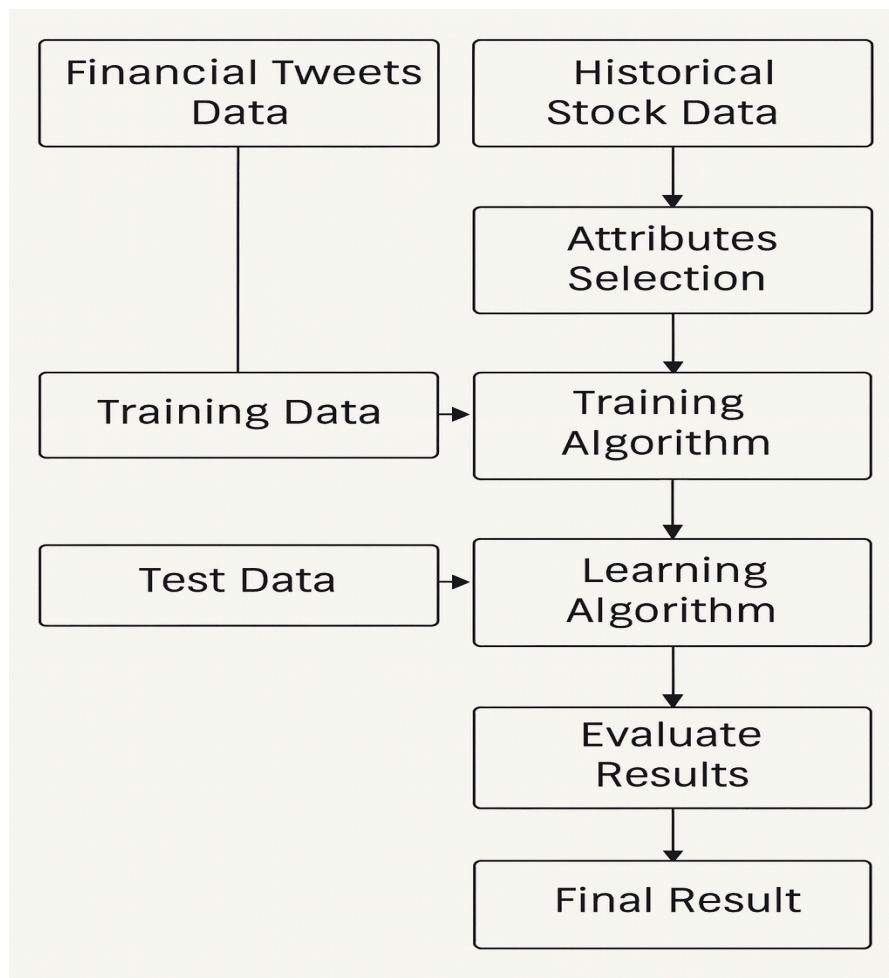 Financial Tweets
Data
Historical
Stock Data
Attributes
Selection
Training Data
Training
Algorithm
Test Data
Learning
Algorithm
Evaluate
Results
Final Result